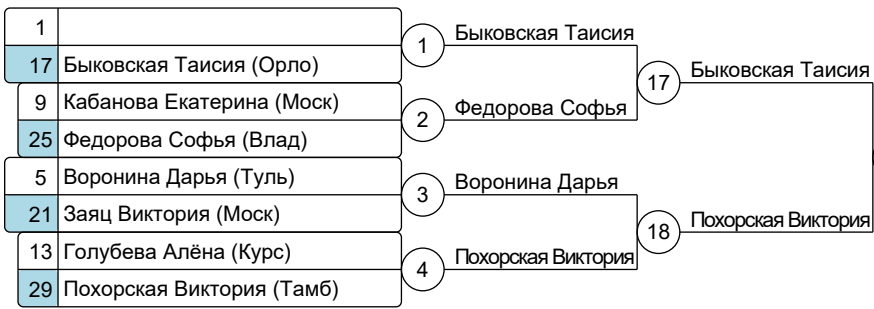 1
17 Быковская Таисия (Орло)
9 Кабанова Екатерина (Моск)
25 Федорова Софья (Влад)
5 Воронина Дарья (Туль)
21 Заяц Виктория (Моск)
13 Голубева Алёна (Курс)
29 Похорская Виктория (Тамб)
1 Быковская Таисия
2 Федорова Софья
3 Воронина Дарья
4 Похорская Виктория
17 Быковская Таисия
18 Похорская Виктория